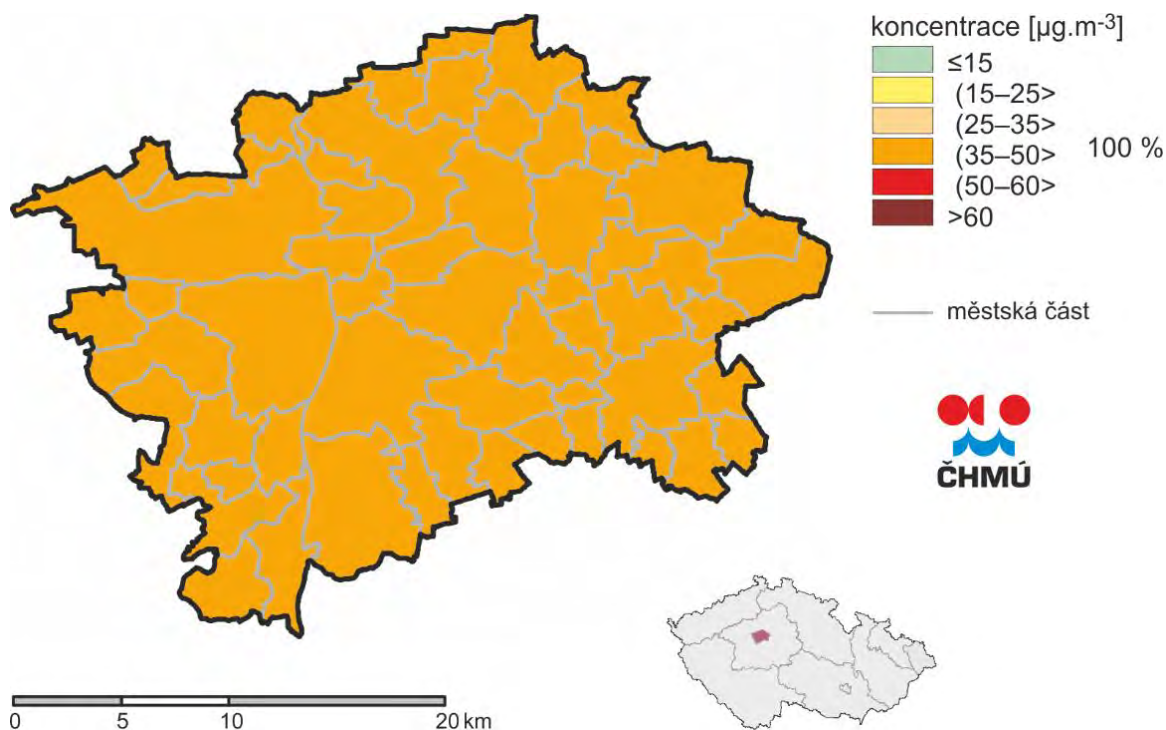 koncentrace [µg.m⁻³]
≤15
(15–25>
(25–35>
(35–50> 100 %
(50–60>
>60
městská část
ČHMÚ
0 5 10 20 km